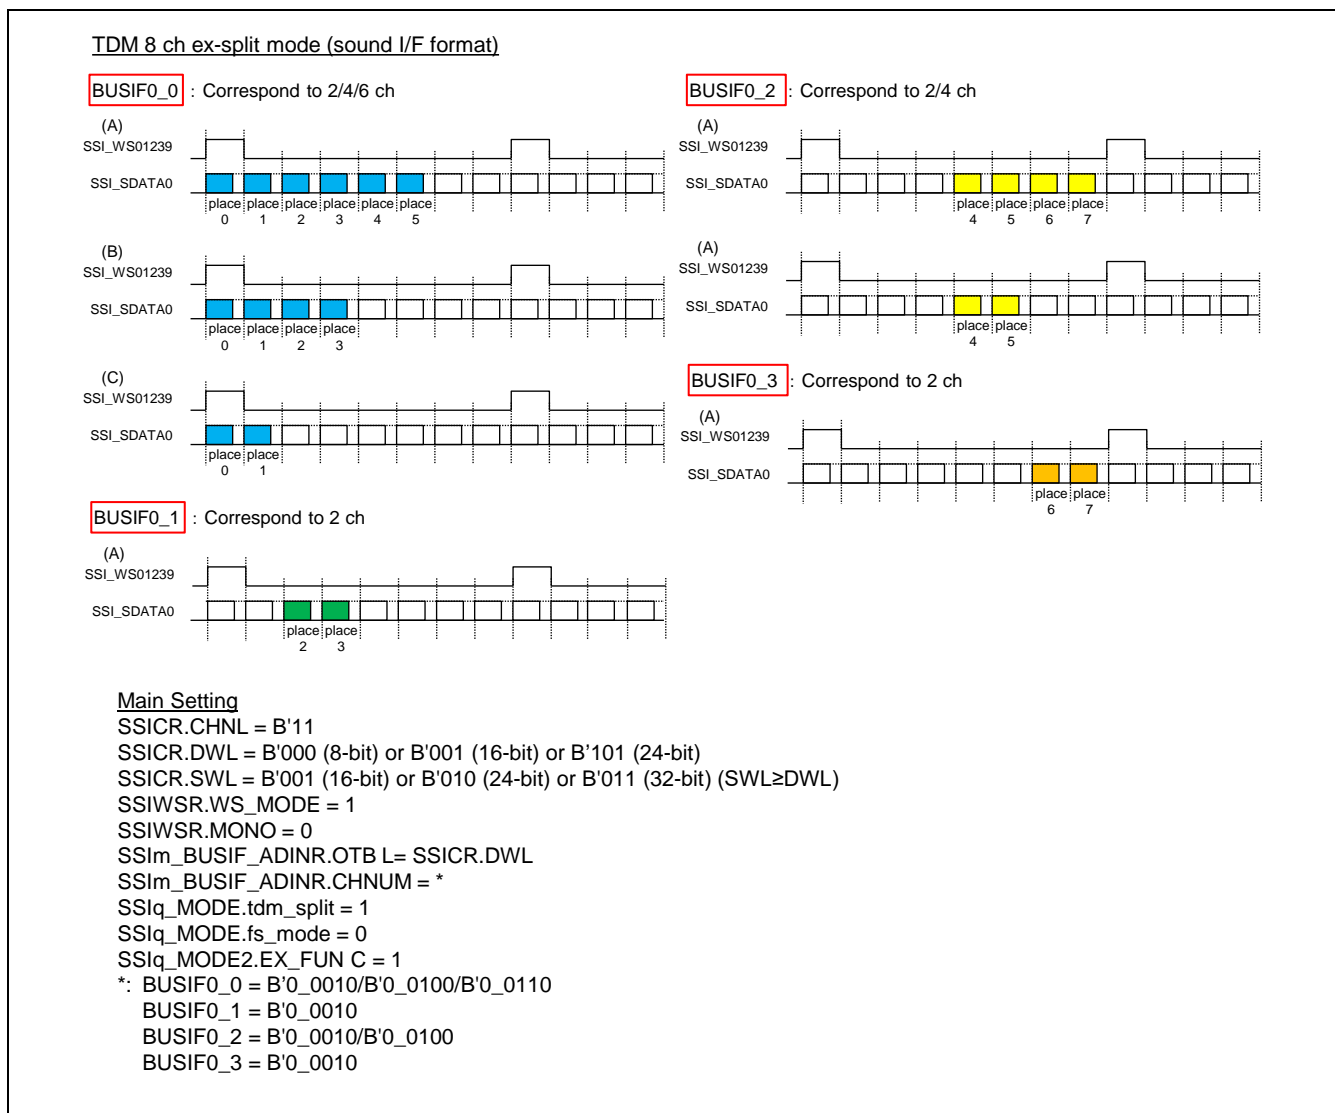 TDM 8 ch ex-split mode (sound I/F format)
BUSIF0_0 : Correspond to 2/4/6 ch
(A)
SSI_WS01239
SSI_SDATA0
place place place place place place
0 1 2 3 4 5
(B)
SSI_WS01239
SSI_SDATA0
place place place place
0 1 2 3
(C)
SSI_WS01239
SSI_SDATA0
place place
0 1
BUSIF0_1 : Correspond to 2 ch
(A)
SSI_WS01239
SSI_SDATA0
place place
2 3
BUSIF0_2 : Correspond to 2/4 ch
(A)
SSI_WS01239
SSI_SDATA0
place place place place
4 5 6 7
(A)
SSI_WS01239
SSI_SDATA0
place place
4 5
BUSIF0_3 : Correspond to 2 ch
(A)
SSI_WS01239
SSI_SDATA0
place place
6 7
Main Setting
SSICR.CHNL = B'11
SSICR.DWL = B'000 (8-bit) or B'001 (16-bit) or B’101 (24-bit)
SSICR.SWL = B'001 (16-bit) or B'010 (24-bit) or B'011 (32-bit) (SWL≥DWL)
SSIWSR.WS_MODE = 1
SSIWSR.MONO = 0
SSIm_BUSIF_ADINR.OTB L= SSICR.DWL
SSIm_BUSIF_ADINR.CHNUM = *
SSIq_MODE.tdm_split = 1
SSIq_MODE.fs_mode = 0
SSIq_MODE2.EX_FUN C = 1
*: BUSIF0_0 = B’0_0010/B'0_0100/B'0_0110
BUSIF0_1 = B'0_0010
BUSIF0_2 = B'0_0010/B'0_0100
BUSIF0_3 = B'0_0010